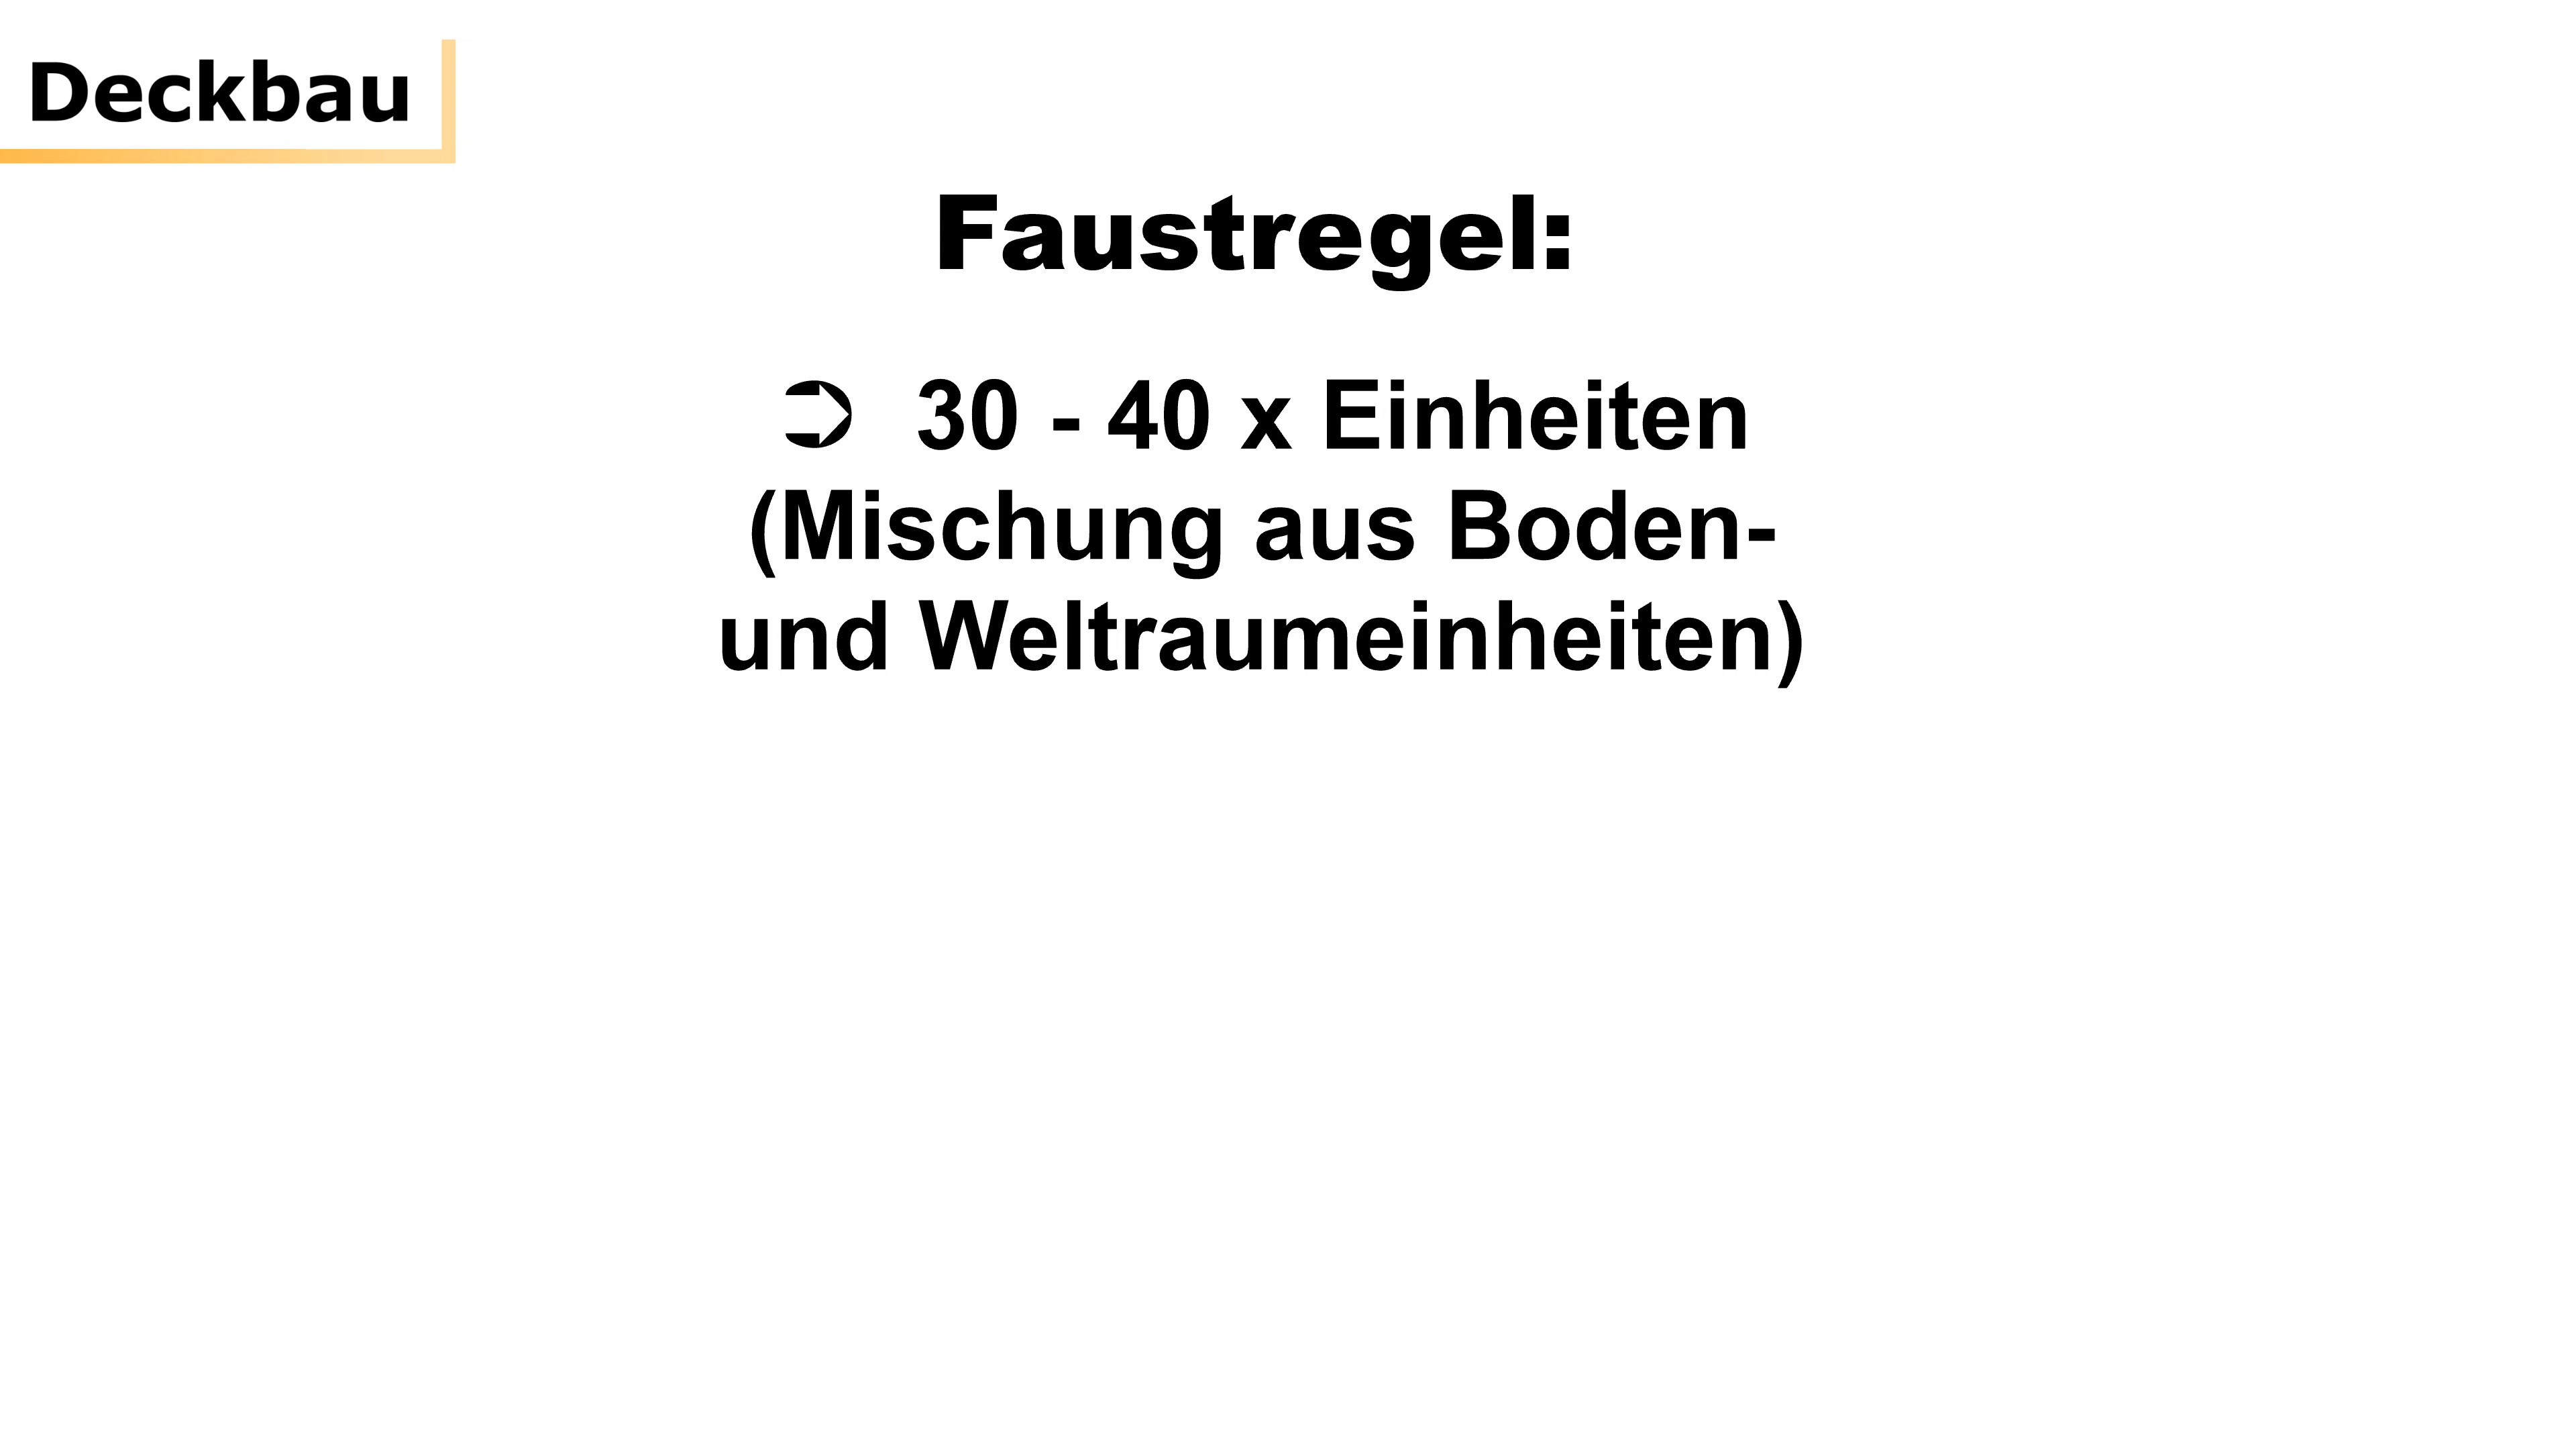 Deckbau
Faustregel:
➲ 30 - 40 x Einheiten
(Mischung aus Boden-
und Weltraumeinheiten)